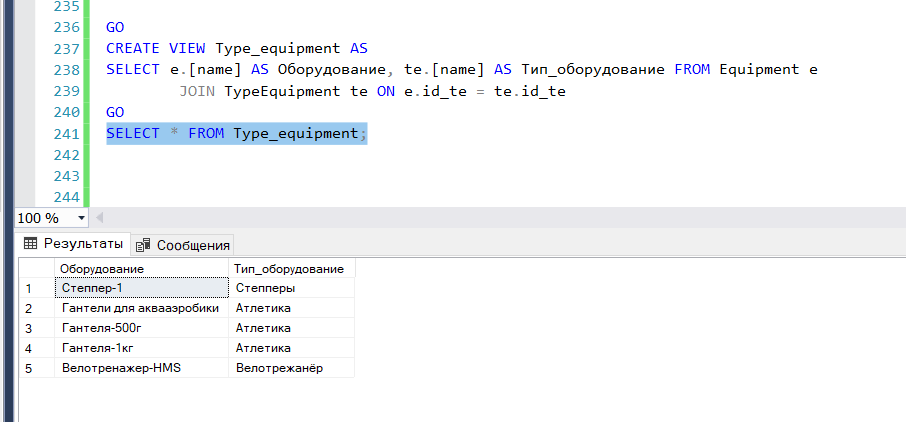 235
236 GO
237 CREATE VIEW Type_equipment AS
238 SELECT e.[name] AS Оборудование, te.[name] AS Тип_оборудование FROM Equipment e
239 JOIN TypeEquipment te ON e.id_te = te.id_te
240 GO
241 SELECT * FROM Type_equipment;
242
243
244
100 %
Результаты Сообщения
Оборудование Тип_оборудование
1 Степпер-1 Степперы
2 Гантели для аквааэробики Атлетика
3 Гантеля-500г Атлетика
4 Гантеля-1кг Атлетика
5 Велотренажер-HMS Велотрежанёр